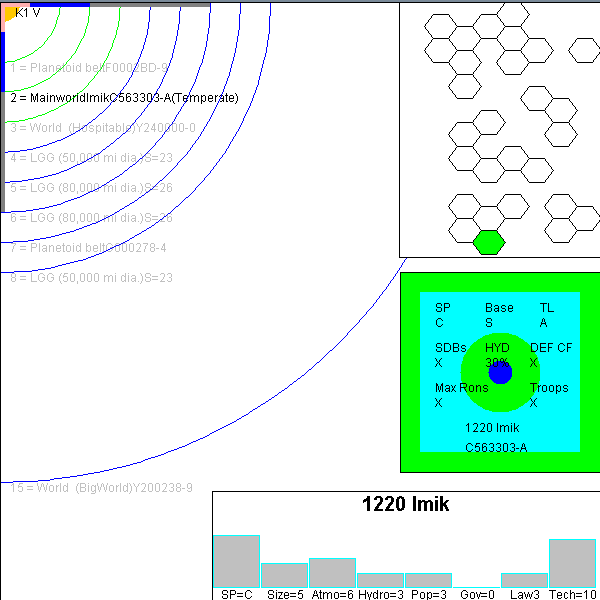 K1 V
1 = Planetoid beltF0002BD-9
2 = MainworldImikC563303-A(Temperate)
3 = World  (Hospitable)Y240000-0
4 = LGG (50,000 mi dia.)S=23
5 = LGG (80,000 mi dia.)S=26
6 = LGG (80,000 mi dia.)S=26
7 = Planetoid beltG000278-4
8 = LGG (50,000 mi dia.)S=23
15 = World  (BigWorld)Y200238-9
SP Base TL
C S A
SDBs HYD DEF CF
X 30% X
Max Rons Troops
X X
1220 Imik
C563303-A
1220 Imik
SP=C Size=5 Atmo=6 Hydro=3 Pop=3 Gov=0 Law3 Tech=10